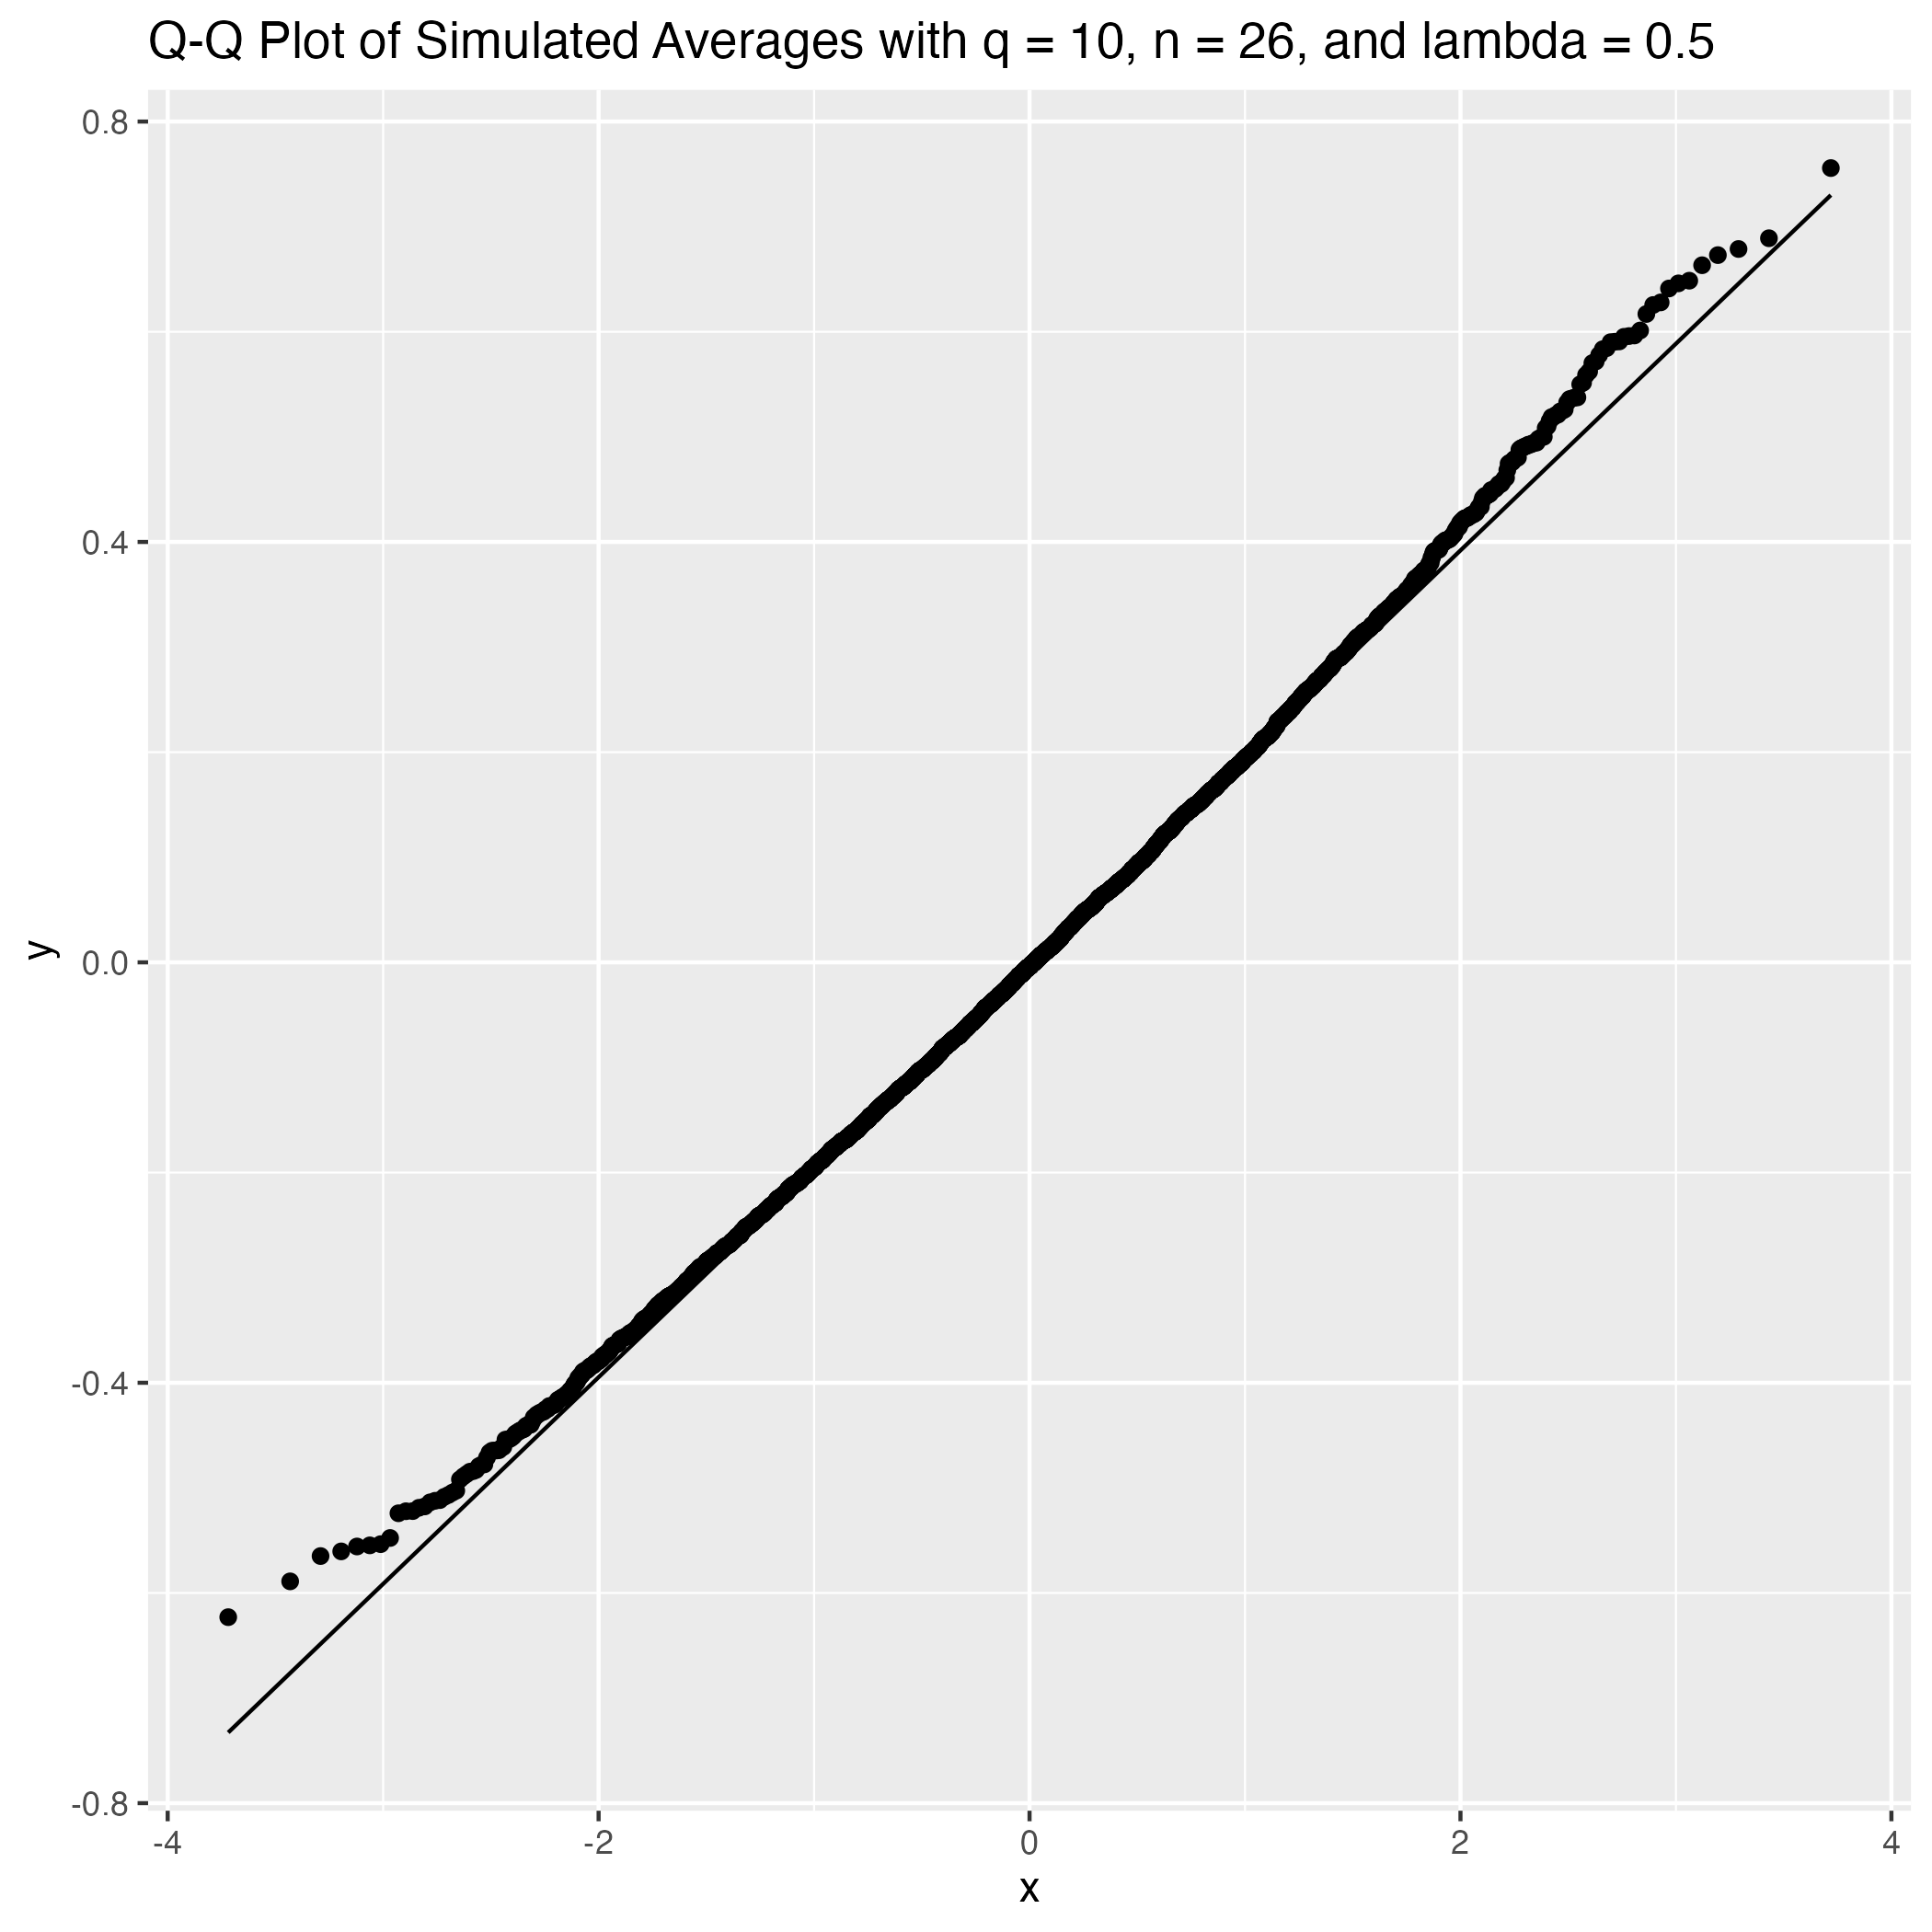 Q-Q Plot of Simulated Averages with q = 10, n = 26, and lambda = 0.5
0.8
0.4
0.0
-0.4
-0.8
y
-4 -2 0 2 4
x